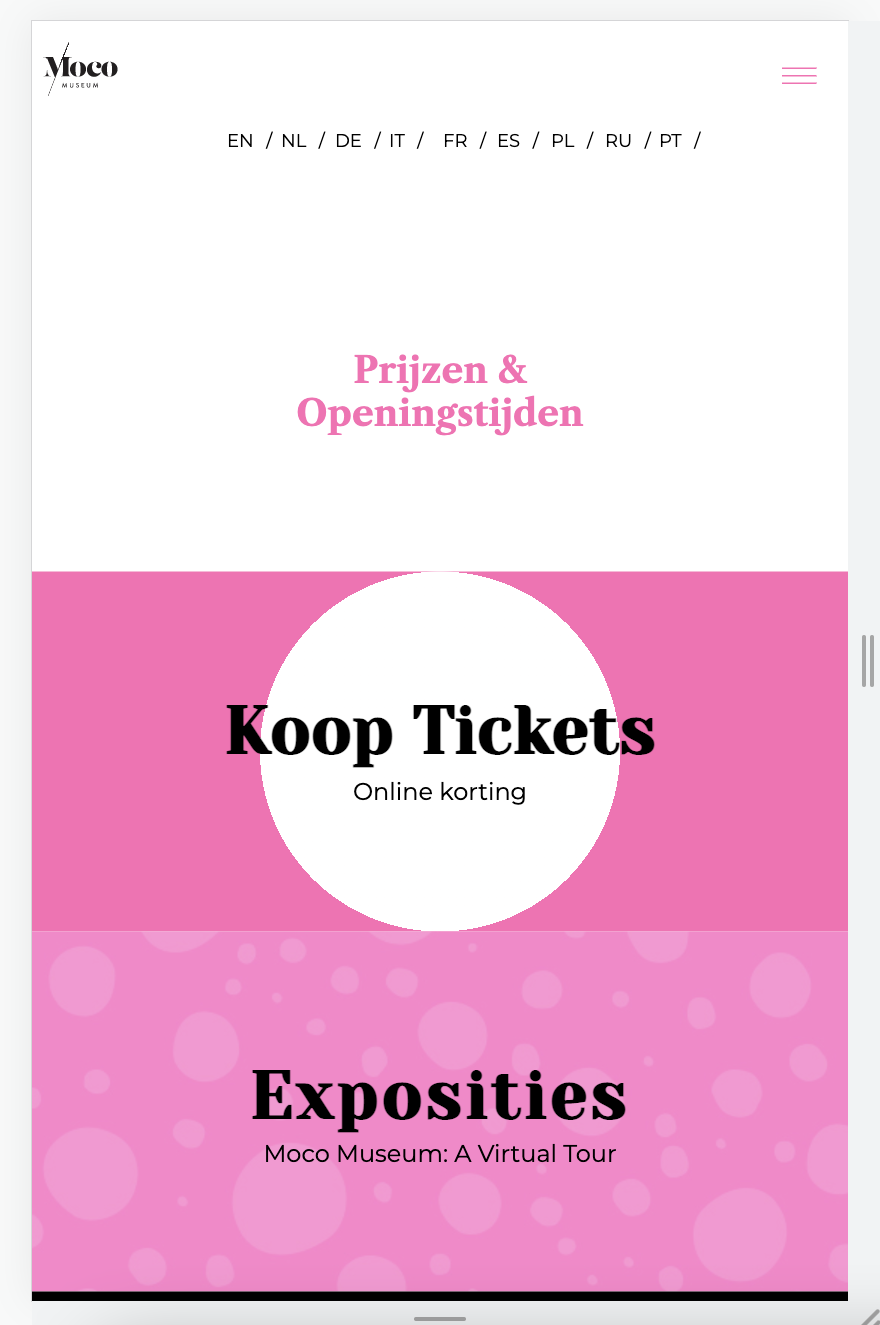 Moco
MUSEUM
EN / NL / DE / IT / FR / ES / PL / RU / PT /
Prijzen &
Openingstijden
Koop Tickets
Online korting
Exposities
Moco Museum: A Virtual Tour